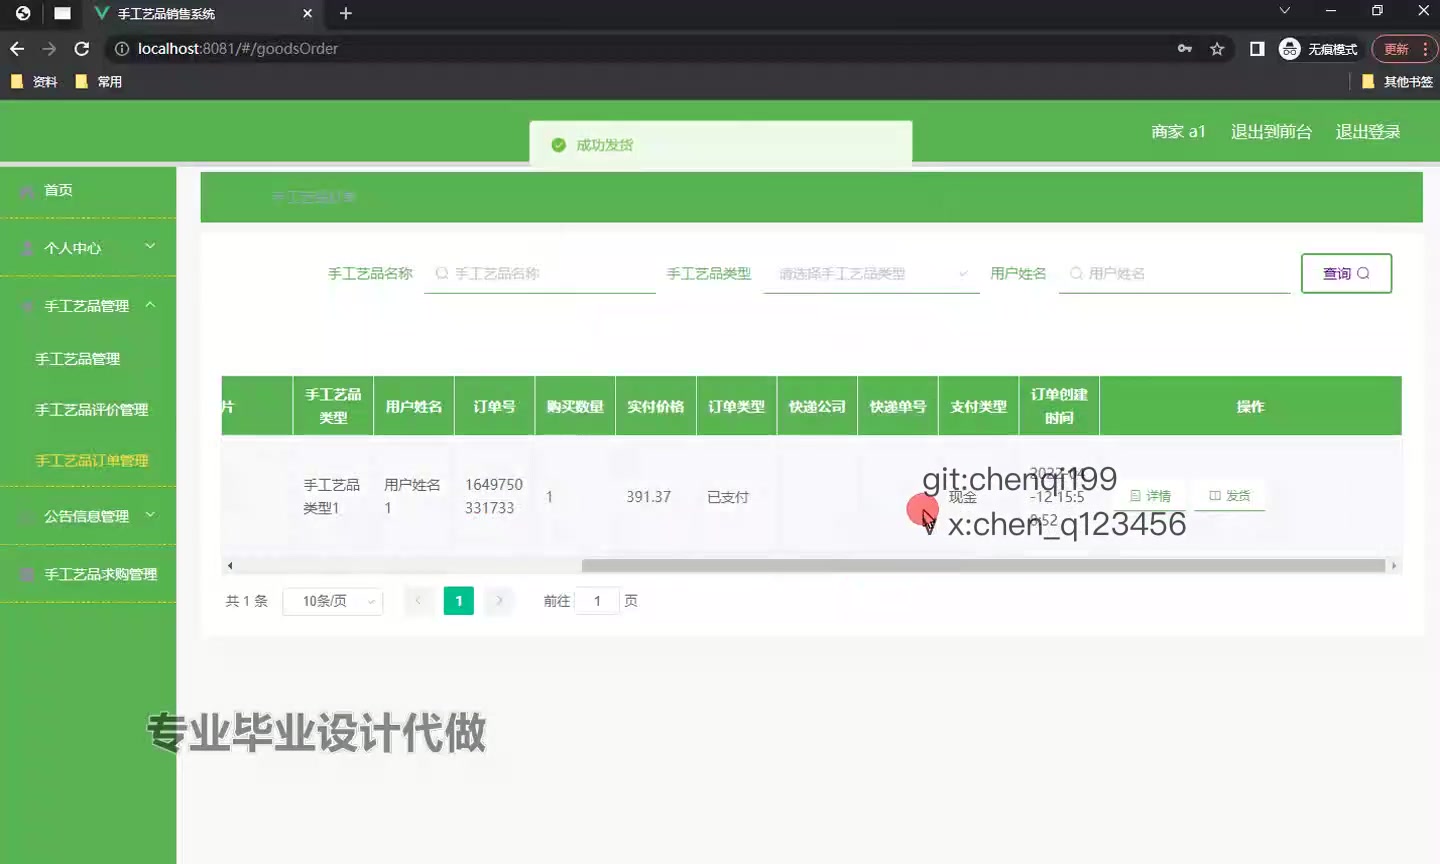 手工艺品销售系统
localhost:8081/#/goodsOrder
无痕模式
更新
资料
常用
其他书签
成功发货
商家 a1
退出到前台
退出登录
首页
个人中心
手工艺品管理
手工艺品管理
手工艺品评价管理
手工艺品订单管理
公告信息管理
手工艺品求购管理
手工艺品订单
手工艺品名称
手工艺品名称
手工艺品类型
请选择手工艺品类型
用户姓名
用户姓名
查询
片
手工艺品
类型
用户姓名
订单号
购买数量
实付价格
订单类型
快递公司
快递单号
支付类型
订单创建
时间
操作
手工艺品
类型1
用户姓名
1
1649750
331733
1
391.37
已支付
现金
-12 15:5
详情
发货
git:chenqi199
v x:chen_q123456
共 1 条
10条/页
1
前往
1
页
专业毕业设计代做